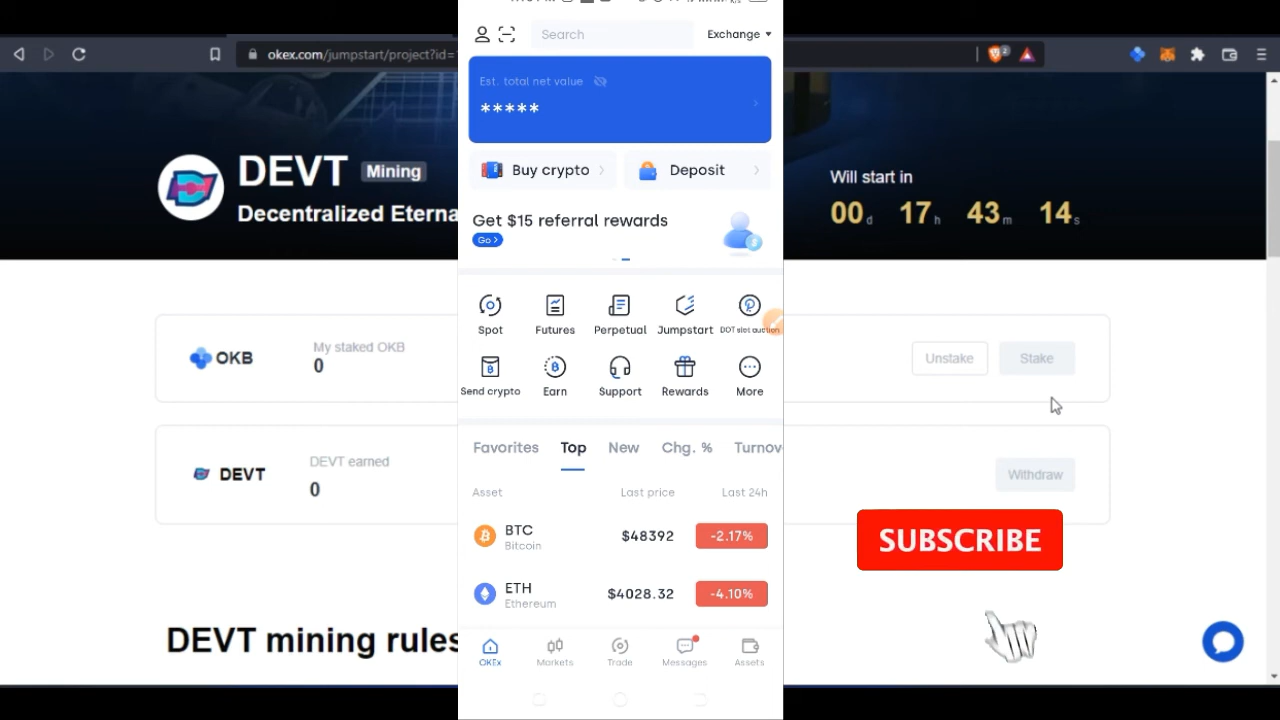 Search
Exchange
okex.com/jumpstart/project?id=
2
Est. total net value
*****
Buy crypto
Deposit
DEVT Mining
Decentralized Eterna
Will start in
00 d 17 h 43 m 14 s
Get $15 referral rewards
Go >
Spot
Futures
Perpetual
Jumpstart
DOT slot auction
Send crypto
Earn
Support
Rewards
More
OKB
My staked OKB
0
Unstake
Stake
DEVT
DEVT earned
0
Withdraw
Favorites
Top
New
Chg. %
Turnov
Asset
Last price
Last 24h
BTC
Bitcoin
$48392
-2.17%
ETH
Ethereum
$4028.32
-4.10%
SUBSCRIBE
DEVT mining rules
OKEx
Markets
Trade
Messages
Assets